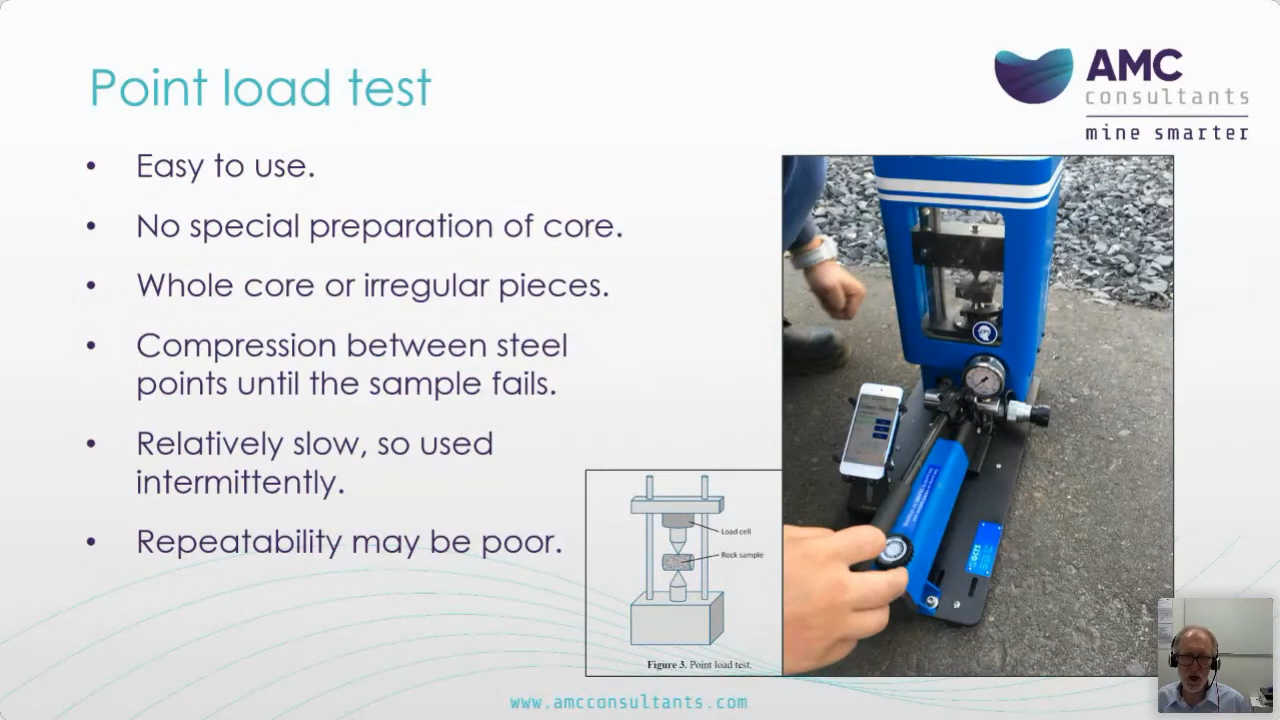 Point load test
AMC
consultants
mine smarter
• Easy to use.
• No special preparation of core.
• Whole core or irregular pieces.
• Compression between steel
points until the sample fails.
• Relatively slow, so used
intermittently.
• Repeatability may be poor.
Load cell
Rock sample
Figure 3. Point load test.
GCTS
www.amcconsultants.com